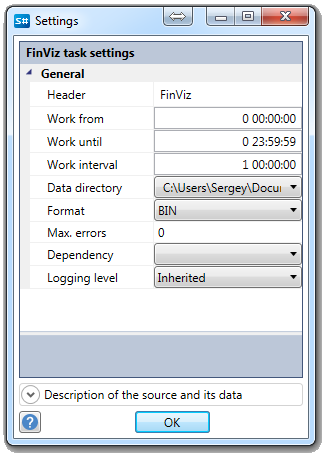 S# Settings
FinViz task settings
General
Header FinViz
Work from 0 00:00:00
Work until 0 23:59:59
Work interval 1 00:00:00
Data directory C:\Users\Sergey\Docu
Format BIN
Max. errors 0
Dependency
Logging level Inherited
Description of the source and its data
? OK